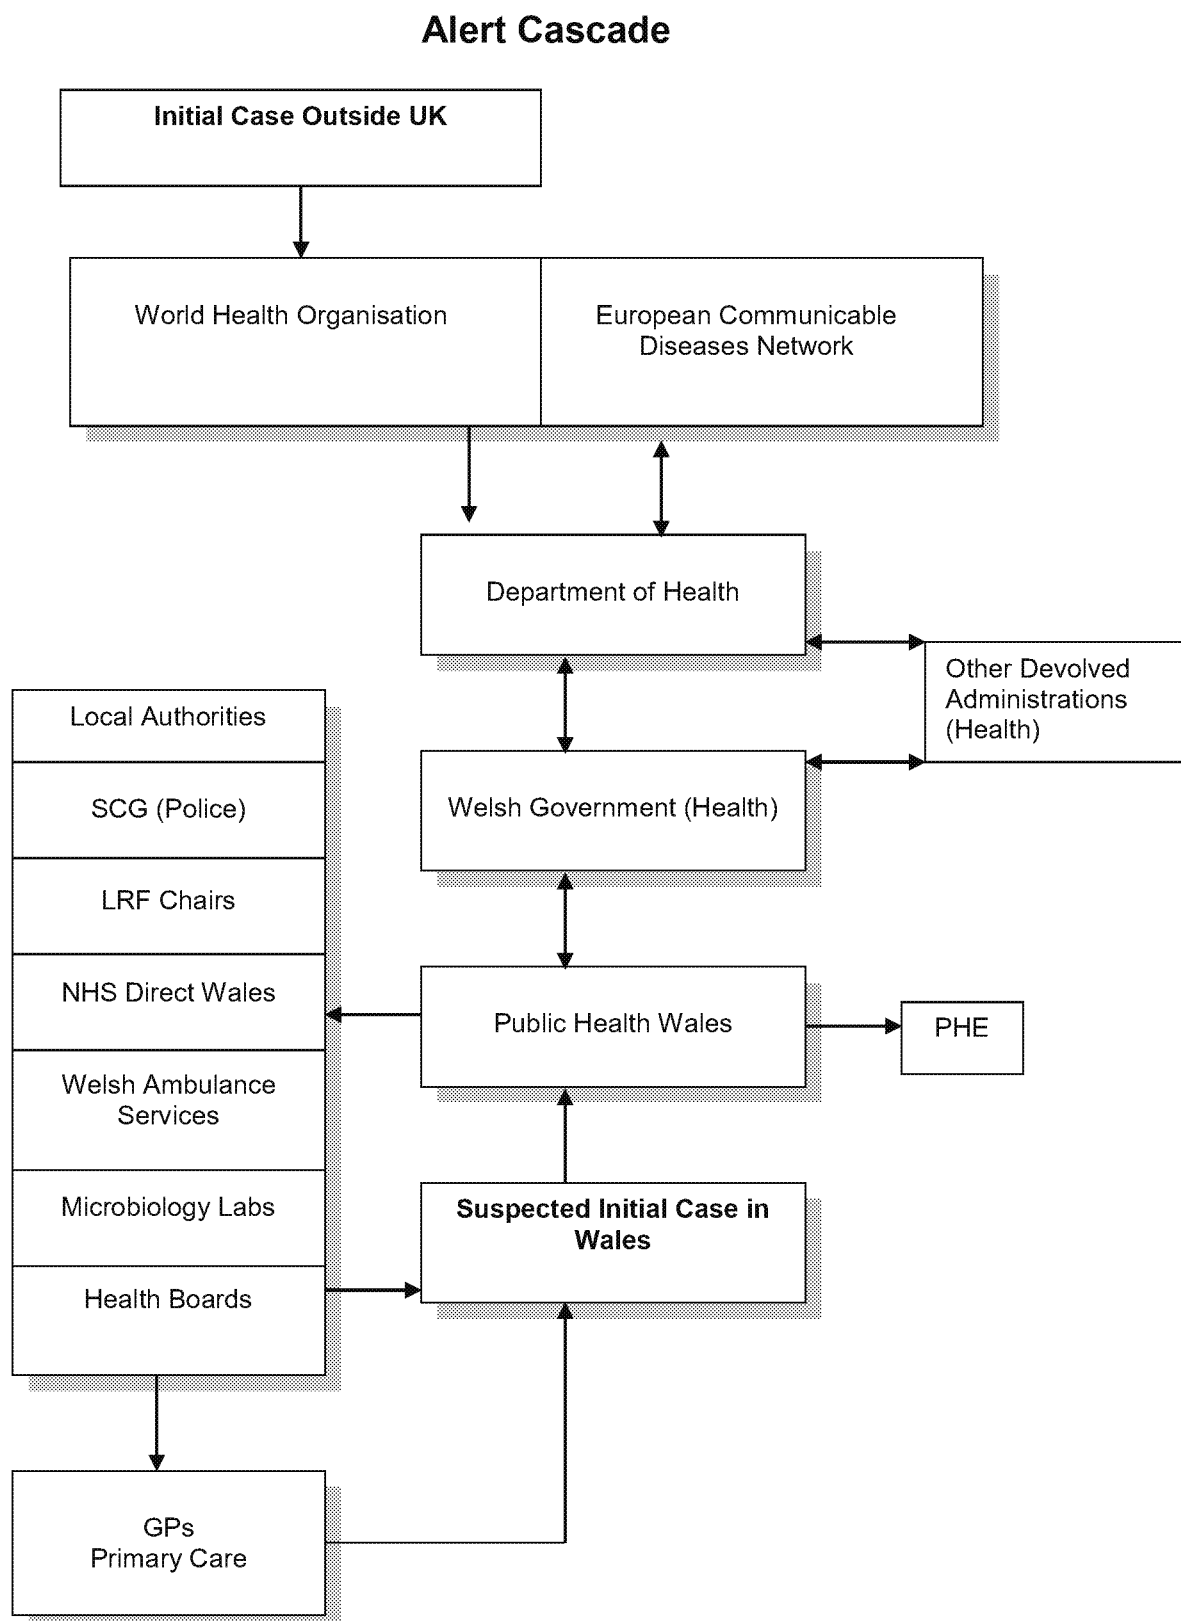 Alert Cascade
Initial Case Outside UK
World Health Organisation
European Communicable
Diseases Network
Department of Health
Other Devolved
Administrations
(Health)
Local Authorities
SCG (Police)
Welsh Government (Health)
LRF Chairs
NHS Direct Wales
Public Health Wales
PHE
Welsh Ambulance
Services
Microbiology Labs
Suspected Initial Case in
Wales
Health Boards
GPs
Primary Care